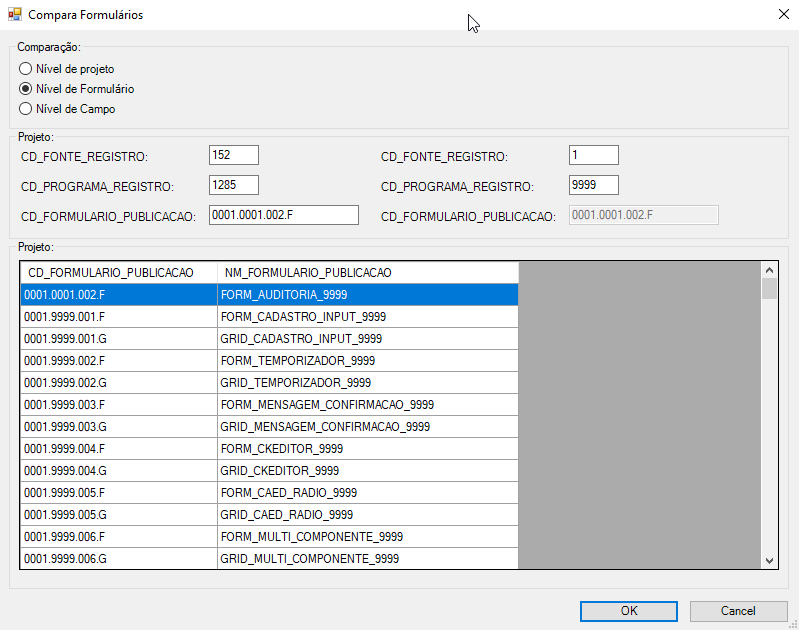 Compara Formulários
Comparação:
Nível de projeto
Nível de Formulário
Nível de Campo
Projeto:
CD_FONTE_REGISTRO: 152 CD_FONTE_REGISTRO: 1
CD_PROGRAMA_REGISTRO: 1285 CD_PROGRAMA_REGISTRO: 9999
CD_FORMULARIO_PUBLICACAO: 0001.0001.002.F CD_FORMULARIO_PUBLICACAO: 0001.0001.002.F
Projeto:
CD_FORMULARIO_PUBLICACAO NM_FORMULARIO_PUBLICACAO
0001.0001.002.F FORM_AUDITORIA_9999
0001.9999.001.F FORM_CADASTRO_INPUT_9999
0001.9999.001.G GRID_CADASTRO_INPUT_9999
0001.9999.002.F FORM_TEMPORIZADOR_9999
0001.9999.002.G GRID_TEMPORIZADOR_9999
0001.9999.003.F FORM_MENSAGEM_CONFIRMACAO_9999
0001.9999.003.G GRID_MENSAGEM_CONFIRMACAO_9999
0001.9999.004.F FORM_CKEDITOR_9999
0001.9999.004.G GRID_CKEDITOR_9999
0001.9999.005.F FORM_CAED_RADIO_9999
0001.9999.005.G GRID_CAED_RADIO_9999
0001.9999.006.F FORM_MULTI_COMPONENTE_9999
0001.9999.006.G GRID_MULTI_COMPONENTE_9999
OK Cancel